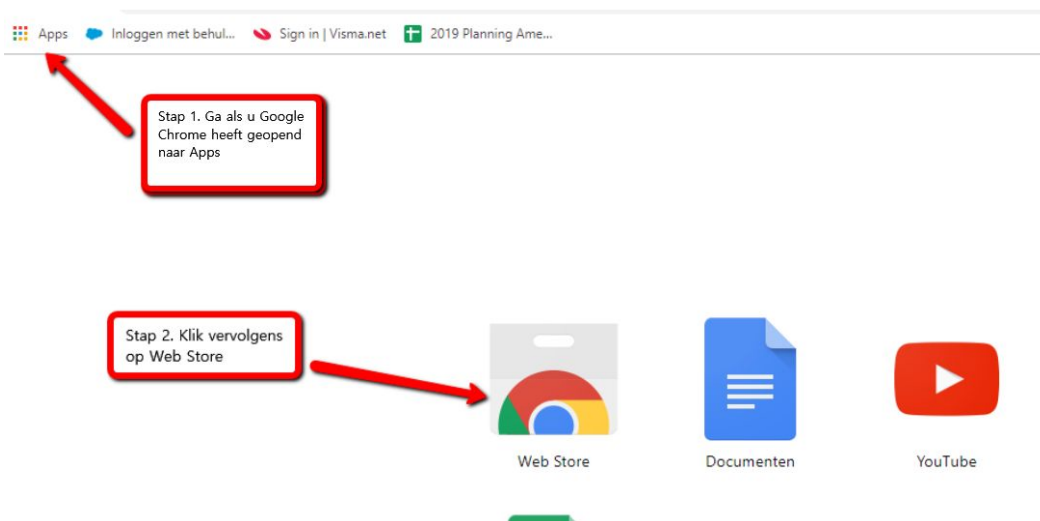 Apps Inloggen met behul... Sign in | Visma.net 2019 Planning Ame...
Stap 1. Ga als u Google
Chrome heeft geopend
naar Apps
Stap 2. Klik vervolgens
op Web Store
Web Store Documenten YouTube